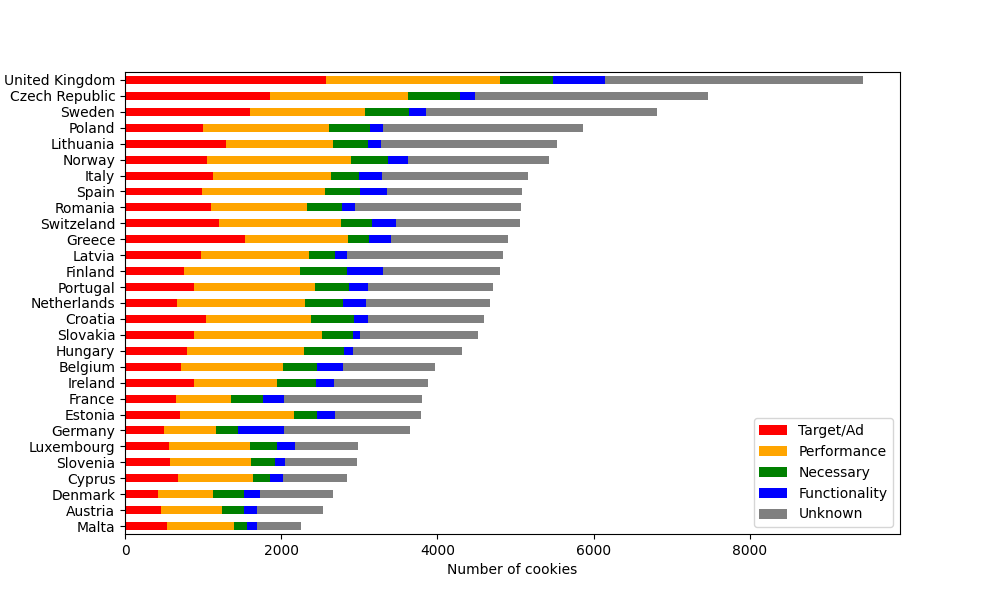 United Kingdom
Czech Republic
Sweden
Poland
Lithuania
Norway
Italy
Spain
Romania
Switzeland
Greece
Latvia
Finland
Portugal
Netherlands
Croatia
Slovakia
Hungary
Belgium
Ireland
France
Estonia
Germany
Luxembourg
Slovenia
Cyprus
Denmark
Austria
Malta
Target/Ad
Performance
Necessary
Functionality
Unknown
0 2000 4000 6000 8000
Number of cookies